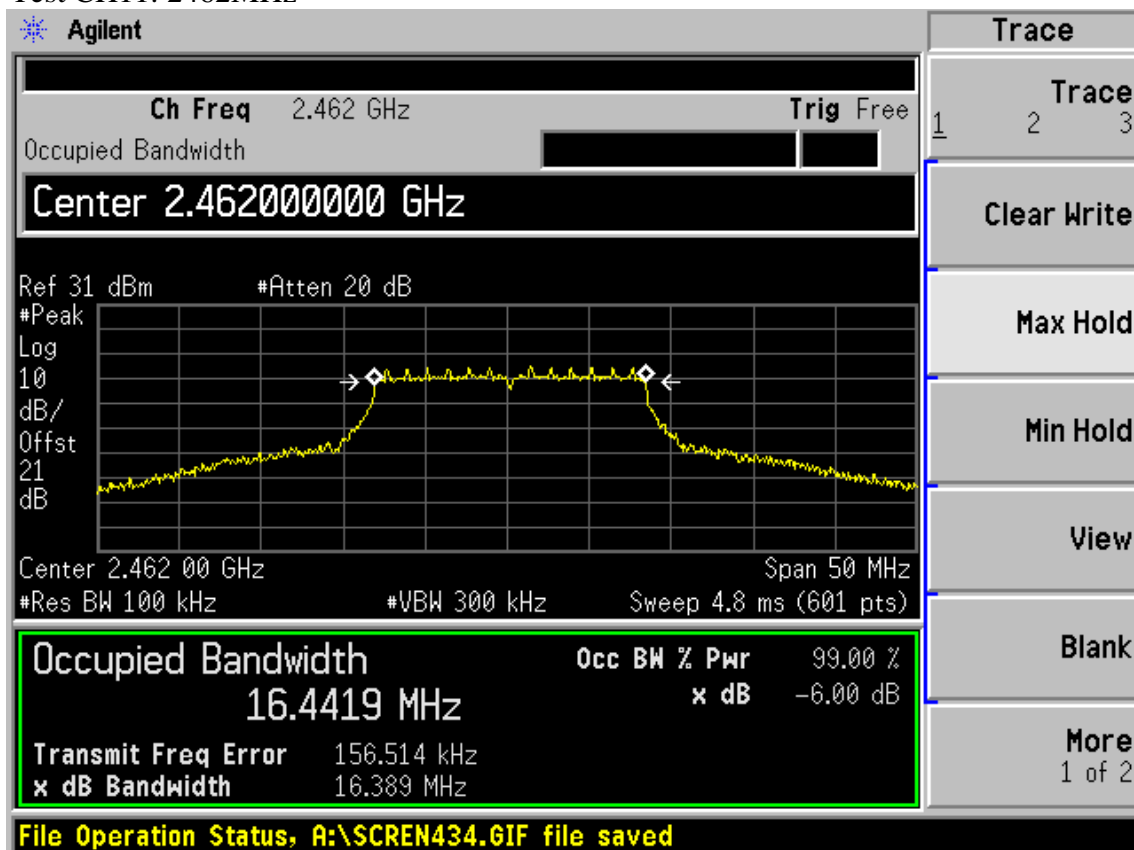 Test CH11: 2462MHz
Agilent
Trace
Ch Freq 2.462 GHz Trig Free
Occupied Bandwidth
Trace
1 2 3
Center 2.462000000 GHz
Clear Write
Ref 31 dBm #Atten 20 dB
#Peak
Log
10
dB/
Offst
21
dB
Max Hold
Min Hold
Center 2.462 00 GHz Span 50 MHz
#Res BW 100 kHz #VBW 300 kHz Sweep 4.8 ms (601 pts)
View
Occupied Bandwidth Occ BW % Pwr 99.00 %
16.4419 MHz x dB -6.00 dB
Transmit Freq Error 156.514 kHz
x dB Bandwidth 16.389 MHz
Blank
More
1 of 2
File Operation Status, A:\SCREN434.GIF file saved